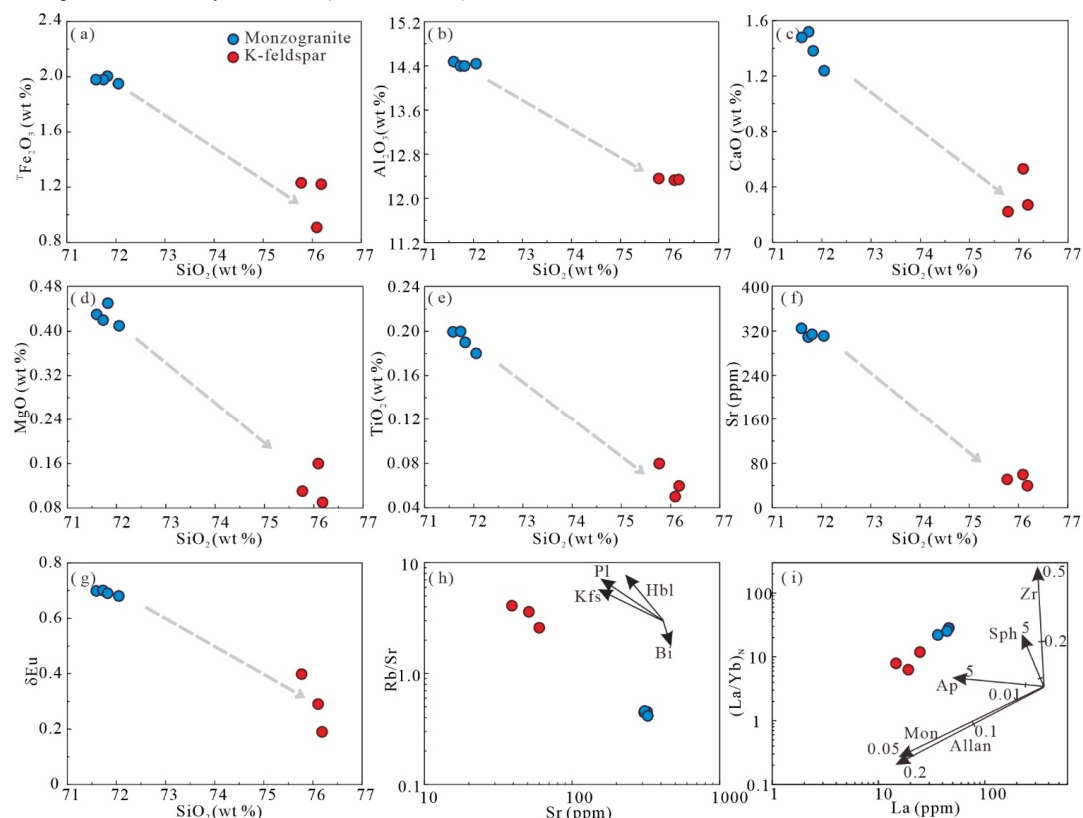 ( a)
Monzogranite
K-feldspar
2.4
2.0
1.6
1.2
0.8
ᵀFe₂O₃(wt %)
71 72 73 74 75 76 77
SiO₂(wt %)
( b)
15.2
14.4
13.6
12.8
12.0
11.2
Al₂O₃(wt %)
71 72 73 74 75 76 77
SiO₂(wt %)
( c)
1.6
1.2
0.8
0.4
0
CaO (wt %)
71 72 73 74 75 76 77
SiO₂(wt %)
( d)
0.48
0.40
0.32
0.24
0.16
0.08
MgO (wt %)
71 72 73 74 75 76 77
SiO₂(wt %)
( e)
0.24
0.20
0.16
0.12
0.08
0.04
TiO₂(wt %)
71 72 73 74 75 76 77
SiO₂(wt %)
( f)
400
320
240
160
80
0
Sr (ppm)
71 72 73 74 75 76 77
SiO₂(wt %)
( g)
0.8
0.6
0.4
0.2
0
δEu
71 72 73 74 75 76 77
SiO₂(wt %)
( h)
10
1.0
0.1
Rb/Sr
Pl
Hbl
Kfs
Bi
10 100 1000
Sr (ppm)
( i)
100
10
1
0.1
(La/Yb)N
0.5
Zr
Sph 5
0.2
5
Ap
0.01
0.1
Mon
0.05 Allan
0.2
1 10 100
La (ppm)